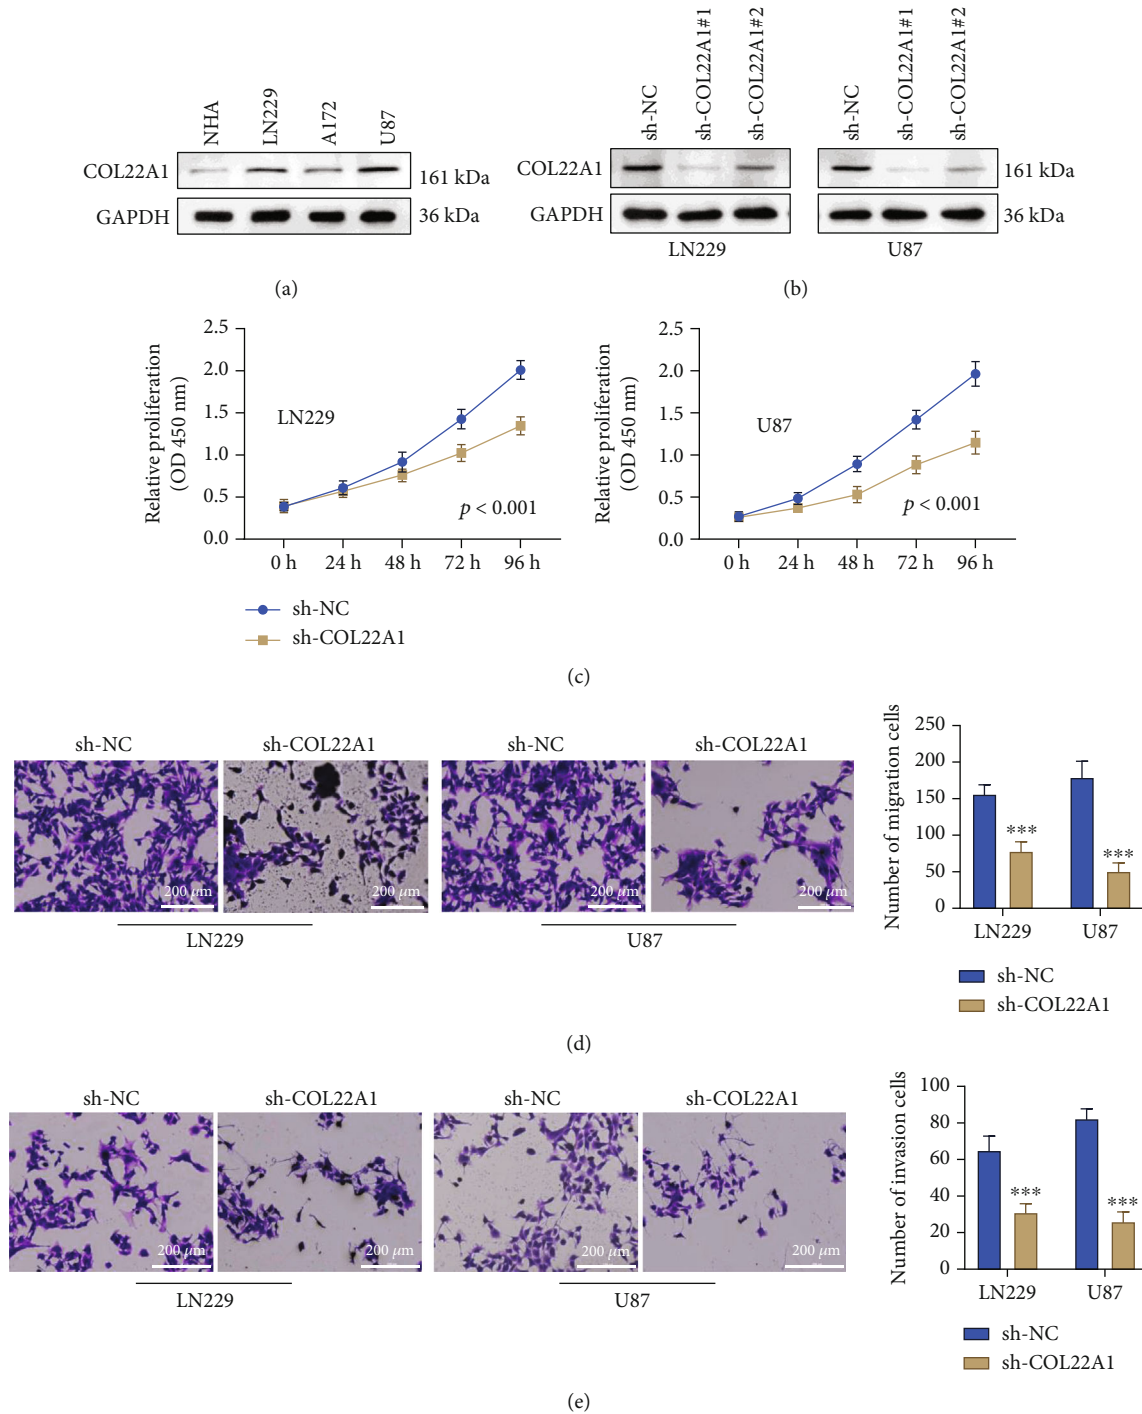 NHA
LN229
A172
U87
COL22A1
161 kDa
GAPDH
36 kDa
(a)
sh-NC
sh-COL22A1#1
sh-COL22A1#2
sh-NC
sh-COL22A1#1
sh-COL22A1#2
COL22A1
161 kDa
GAPDH
36 kDa
LN229
U87
(b)
Relative proliferation
(OD 450 nm)
2.5
2.0
1.5
1.0
0.5
0.0
LN229
p < 0.001
0 h 24 h 48 h 72 h 96 h
Relative proliferation
(OD 450 nm)
2.5
2.0
1.5
1.0
0.5
0.0
U87
p < 0.001
0 h 24 h 48 h 72 h 96 h
sh-NC
sh-COL22A1
(c)
sh-NC
sh-COL22A1
sh-NC
sh-COL22A1
200 μm
200 μm
200 μm
200 μm
LN229
U87
Number of migration cells
250
200
150
100
50
0
***
***
LN229
U87
sh-NC
sh-COL22A1
(d)
sh-NC
sh-COL22A1
sh-NC
sh-COL22A1
200 μm
200 μm
200 μm
200 μm
LN229
U87
Number of invasion cells
100
80
60
40
20
0
***
***
LN229
U87
sh-NC
sh-COL22A1
(e)